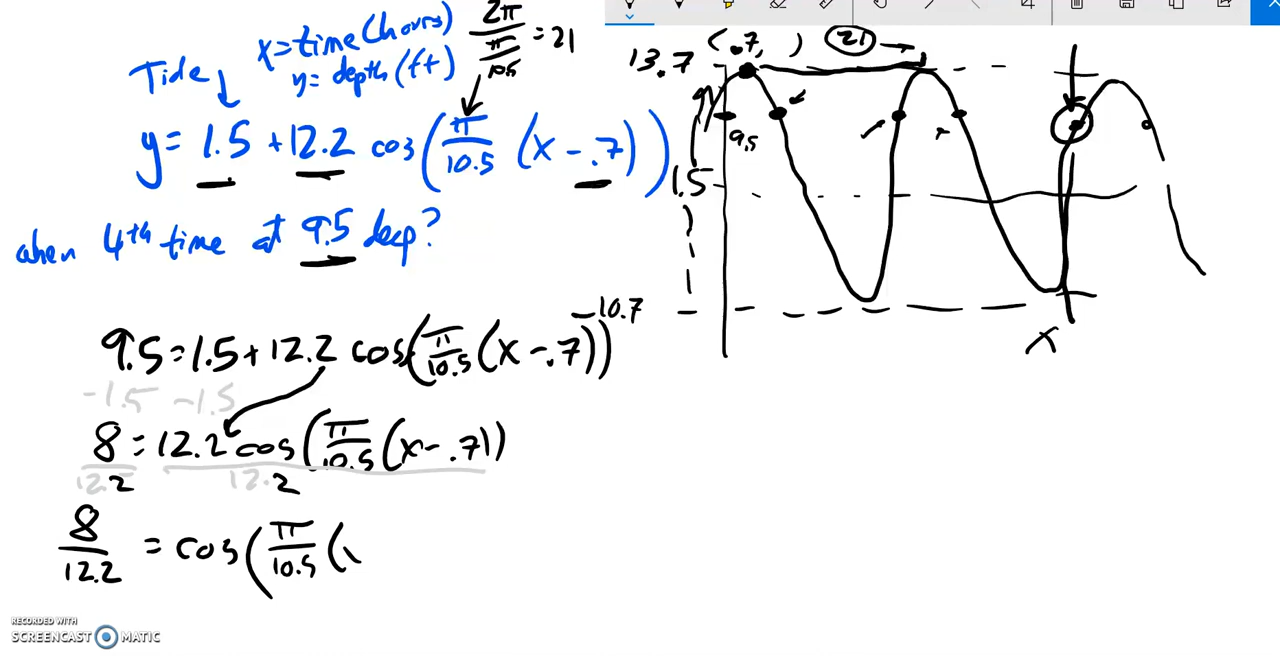 x=time(hours)
y=depth(ft)
2π
π/10.5 = 21
Tide
y = 1.5 + 12.2 cos(π/10.5 (x - .7))
when 4th time at 9.5 deep?
9.5 = 1.5 + 12.2 cos(π/10.5 (x - .7))
-1.5 -1.5
8 = 12.2 cos(π/10.5 (x - .7))
12.2 12.2
8/12.2 = cos(π/10.5 (
13.7
(.7, )
21
9.5
1.5
-10.7
x
RECORDED WITH
SCREENCAST MATIC